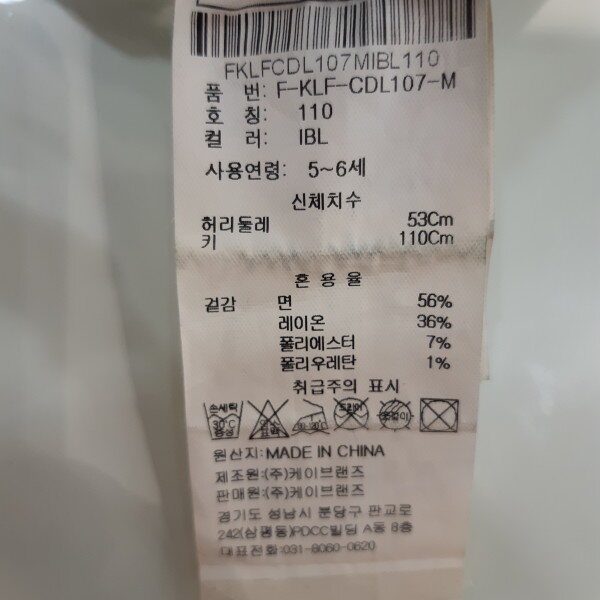 FKLFCDL107MIBL110
품 번: F-KLF-CDL107-M
호 칭: 110
컬 러: IBL
사용연령: 5~6세
신체치수
허리둘레 53Cm
키 110Cm
혼 용 율
겉감 면 56%
레이온 36%
폴리에스터 7%
폴리우레탄 1%
취급주의 표시
손세탁 드라이
30°C 중성 표백
원산지:MADE IN CHINA
제조원:(주)케이브랜즈
판매원:(주)케이브랜즈
경기도 성남시 분당구 판교로
242(삼평동)PDCC빌딩 A동 8층
대표전화:031-8060-0620